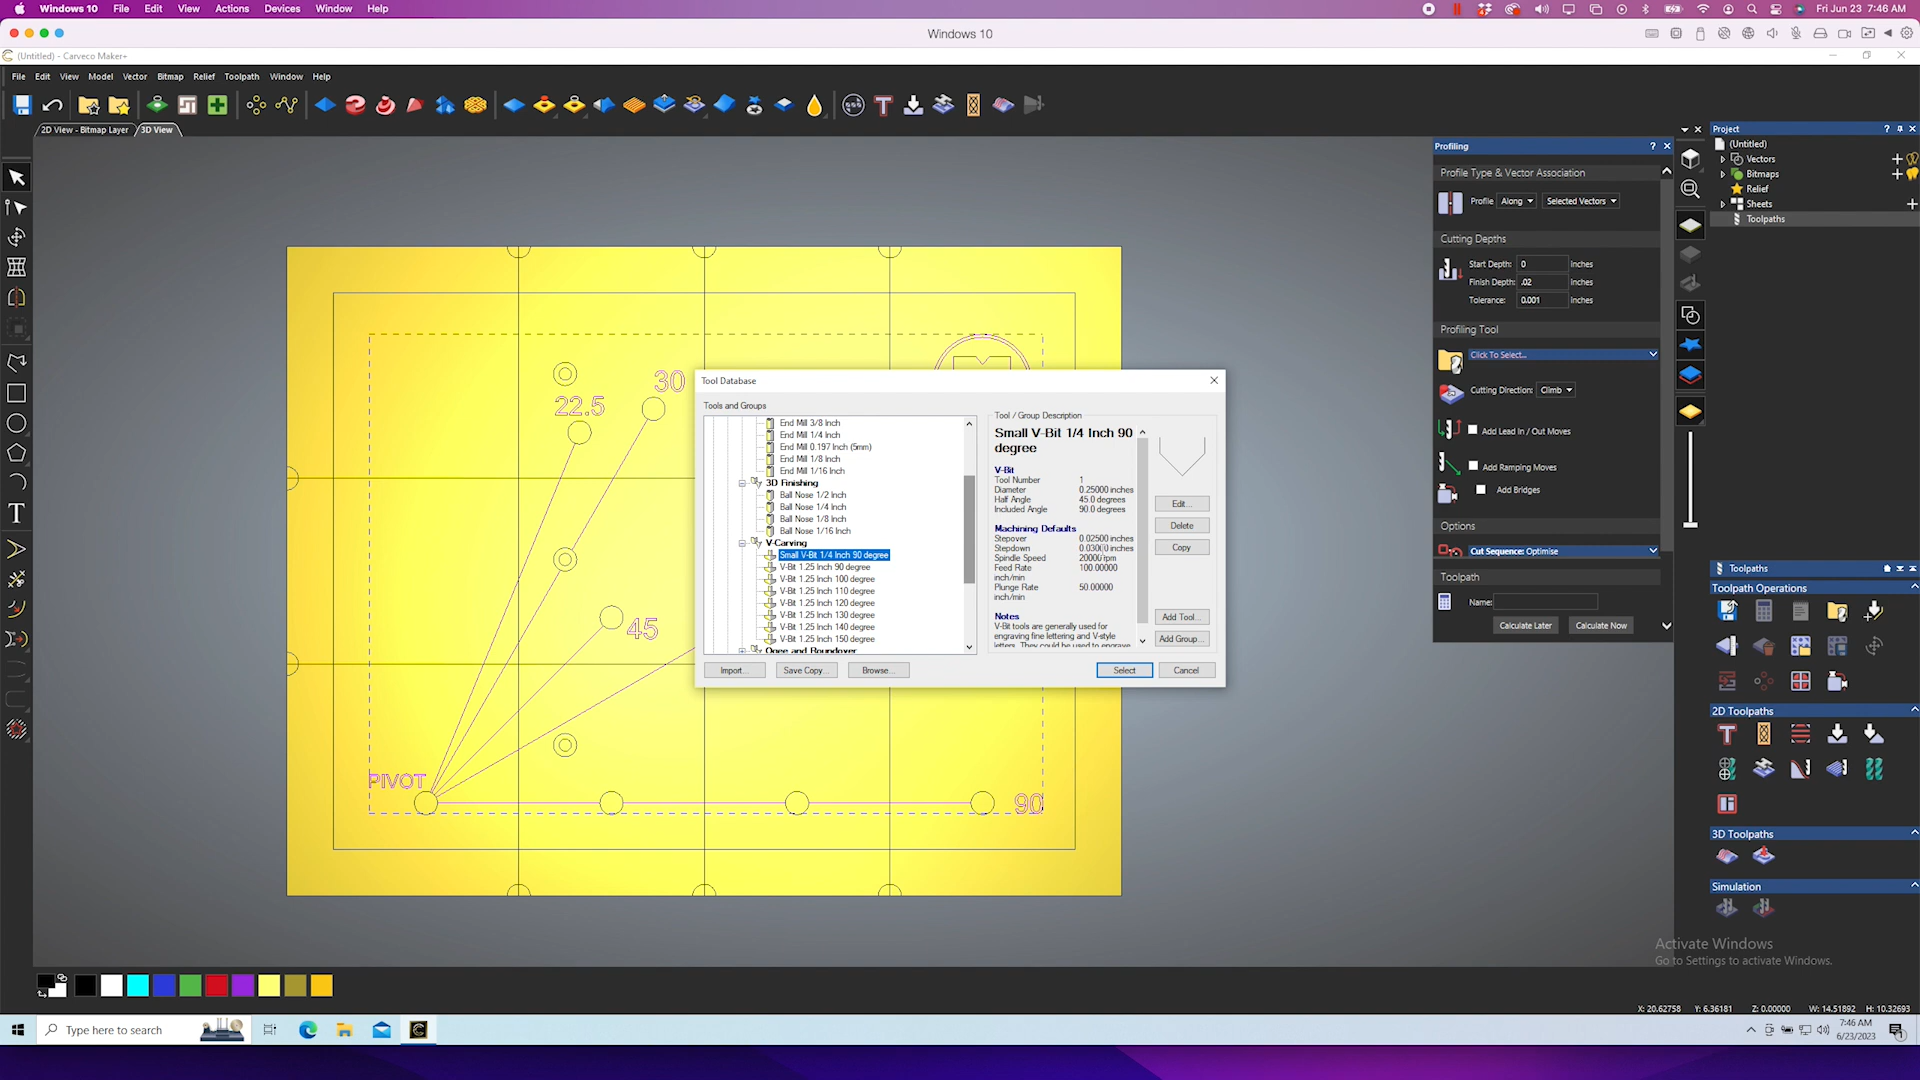 Windows 10 File Edit View Actions Devices Window Help
Fri Jun 23 7:46 AM
Windows 10
(Untitled) - Carveco Maker+
File Edit View Model Vector Bitmap Relief Toolpath Window Help
2D View - Bitmap Layer 3D View
22.5
30
45
PIVOT
90
Tool Database
Tools and Groups
End Mill 3/8 Inch
End Mill 1/4 Inch
End Mill 0.197 Inch (5mm)
End Mill 1/8 Inch
End Mill 1/16 Inch
3D Finishing
Ball Nose 1/2 Inch
Ball Nose 1/4 Inch
Ball Nose 1/8 Inch
Ball Nose 1/16 Inch
V-Carving
Small V-Bit 1/4 Inch 90 degree
V-Bit 1.25 Inch 90 degree
V-Bit 1.25 Inch 100 degree
V-Bit 1.25 Inch 110 degree
V-Bit 1.25 Inch 120 degree
V-Bit 1.25 Inch 130 degree
V-Bit 1.25 Inch 140 degree
V-Bit 1.25 Inch 150 degree
Ogee and Roundover
Import... Save Copy... Browse...
Tool / Group Description
Small V-Bit 1/4 Inch 90
degree
V-Bit
Tool Number 1
Diameter 0.25000 inches
Half Angle 45.0 degrees
Included Angle 90.0 degrees
Machining Defaults
Stepover 0.02500 inches
Stepdown 0.0300 inches
Spindle Speed 20000 rpm
Feed Rate 100.00000
inch/min
Plunge Rate 50.00000
inch/min
Notes
V-Bit tools are generally used for
engraving fine lettering and V-style
letters. They could be used to engrave
Edit...
Delete
Copy
Add Tool...
Add Group...
Select Cancel
Profiling
Profile Type & Vector Association
Profile Along Selected Vectors
Cutting Depths
Start Depth: 0 inches
Finish Depth: .02 inches
Tolerance: 0.001 inches
Profiling Tool
Click To Select...
Cutting Direction: Climb
Add Lead In / Out Moves
Add Ramping Moves
Add Bridges
Options
Cut Sequence: Optimise
Toolpath
Name:
Calculate Later Calculate Now
Project
(Untitled)
Vectors
Bitmaps
Relief
Sheets
Toolpaths
Toolpaths
Toolpath Operations
2D Toolpaths
3D Toolpaths
Simulation
Activate Windows
Go to Settings to activate Windows.
X: 20.62758 Y: 6.36181 Z: 0.00000 W: 14.51892 H: 10.32693
Type here to search
7:46 AM
6/23/2023